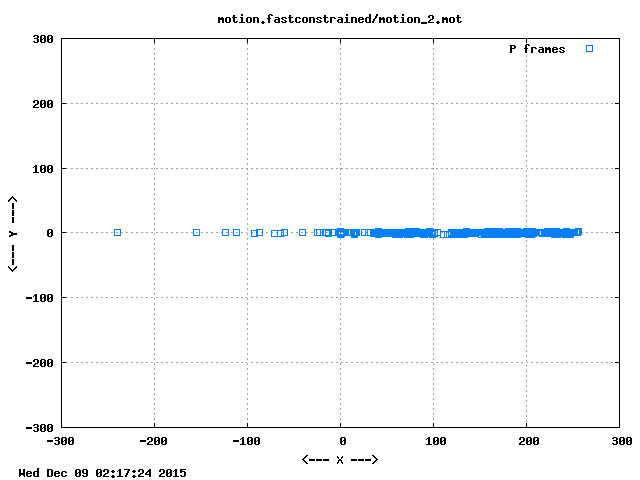 motion.fastconstrained/motion_2.mot
P frames
300
200
100
0
-100
-200
-300
<--- Y --->
-300 -200 -100 0 100 200 300
<--- X --->
Wed Dec 09 02:17:24 2015